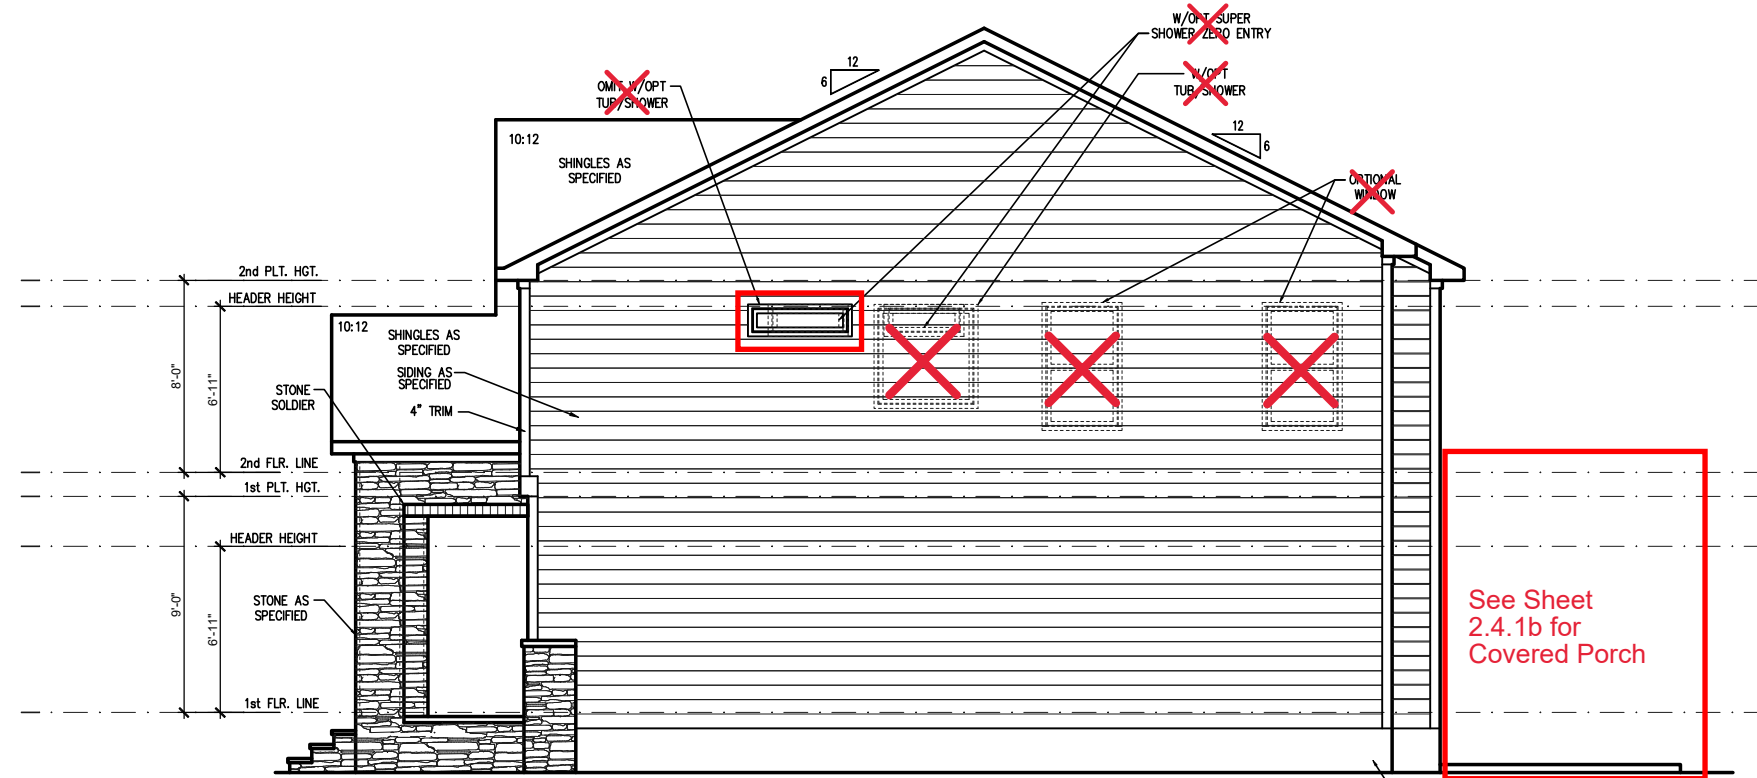 W/OPT SUPER
SHOWER ZERO ENTRY
12
6
OMIT W/OPT
TUB/SHOWER
W/OPT
TUB/SHOWER
10:12
SHINGLES AS
SPECIFIED
12
6
OPTIONAL
WINDOW
2nd PLT. HGT.
HEADER HEIGHT
10:12
SHINGLES AS
SPECIFIED
8'-0"
6'-11"
SIDING AS
SPECIFIED
STONE
SOLDIER
4" TRIM
2nd FLR. LINE
1st PLT. HGT.
HEADER HEIGHT
9'-0"
6'-11"
STONE AS
SPECIFIED
See Sheet
2.4.1b for
Covered Porch
1st FLR. LINE